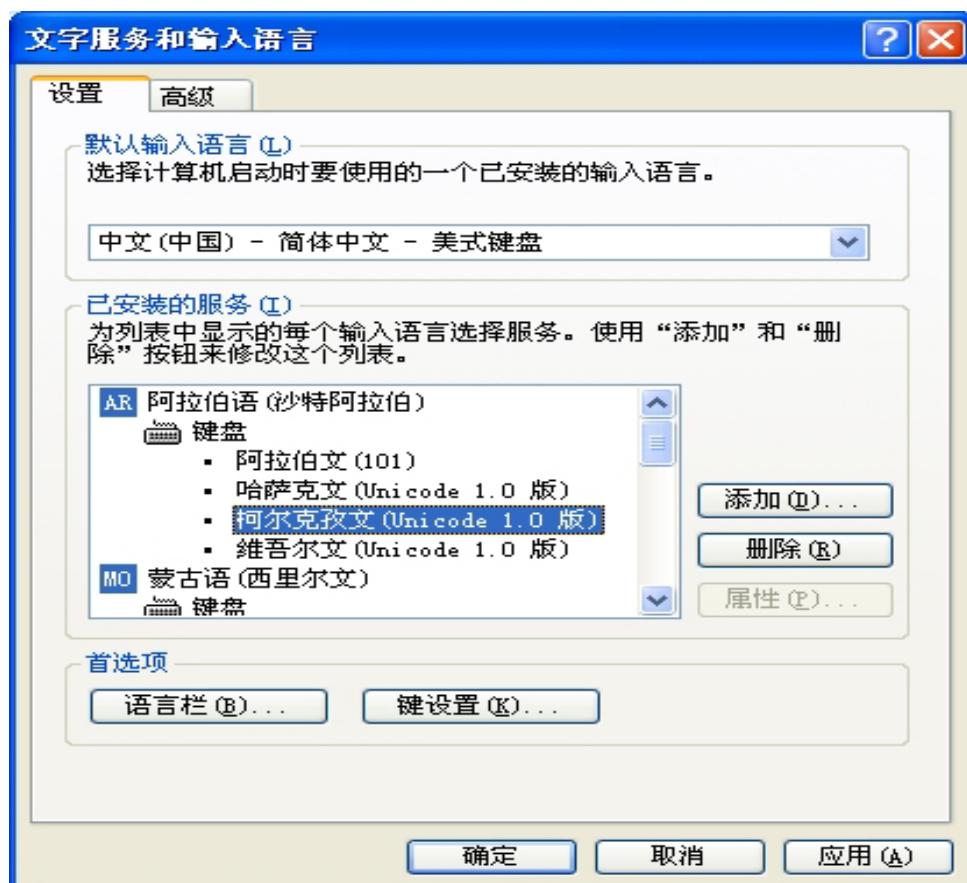 文字服务和输入语言
设置 高级
默认输入语言(L)
选择计算机启动时要使用的一个已安装的输入语言。
中文(中国) - 简体中文 - 美式键盘
已安装的服务(I)
为列表中显示的每个输入语言选择服务。使用“添加”和“删
除”按钮来修改这个列表。
AR 阿拉伯语(沙特阿拉伯)
键盘
▪ 阿拉伯文(101)
▪ 哈萨克文(Unicode 1.0 版)
▪ 柯尔克孜文(Unicode 1.0 版)
▪ 维吾尔文(Unicode 1.0 版)
MO 蒙古语(西里尔文)
键盘
添加(D)...
删除(R)
属性(P)...
首选项
语言栏(B)... 键设置(K)...
确定 取消 应用(A)